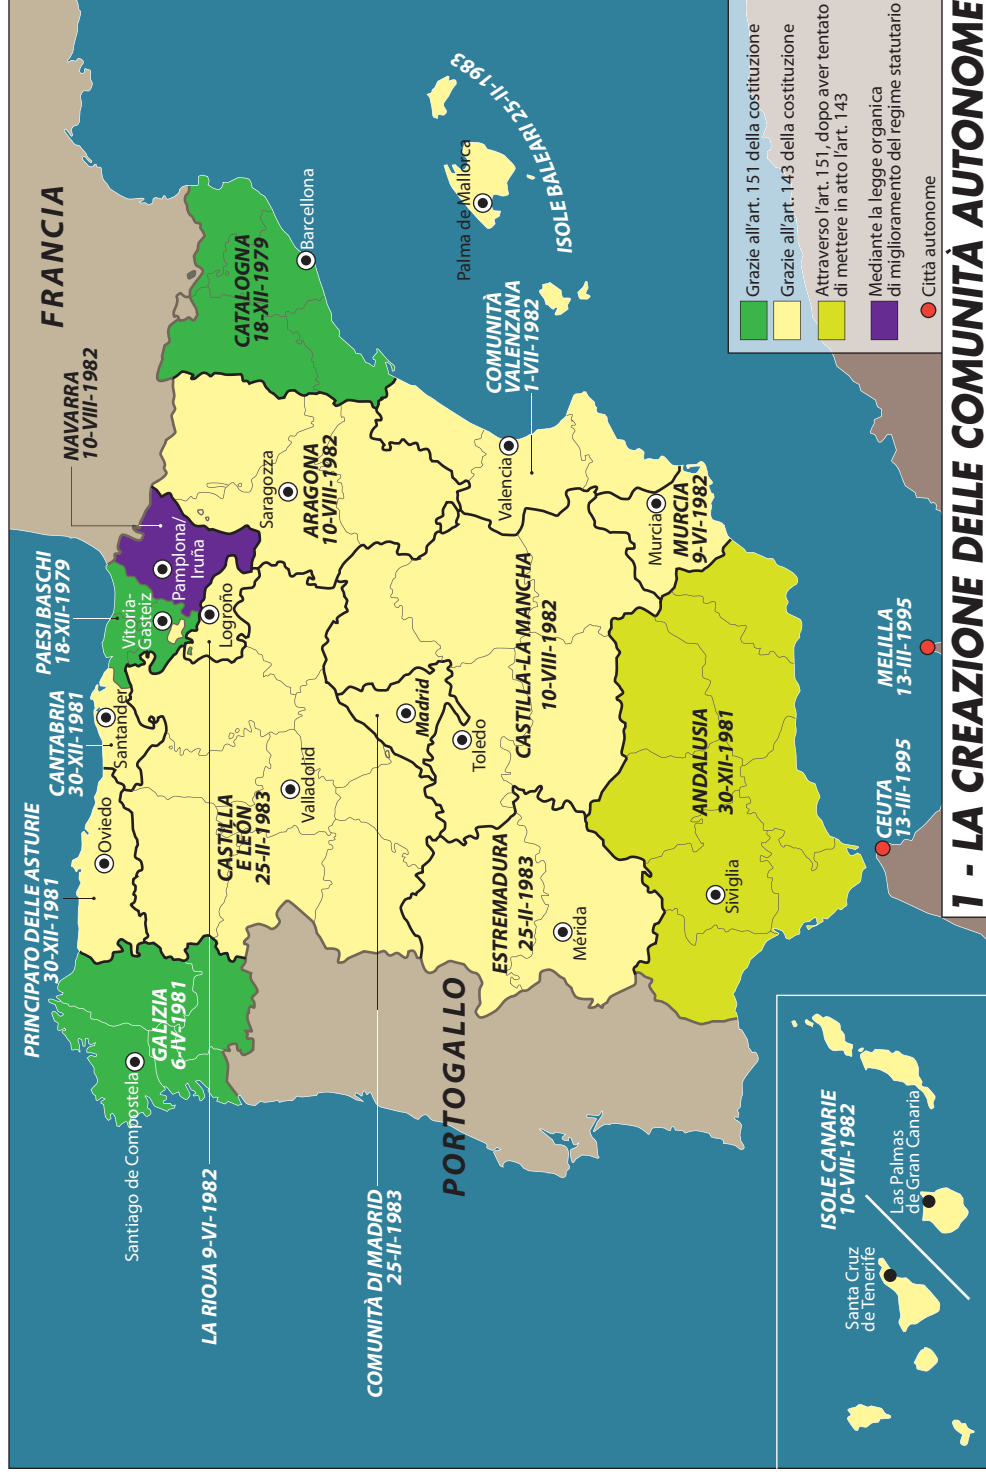 FRANCIA
NAVARRA
10-VIII-1982
PAESI BASCHI
18-XII-1979
CANTABRIA
30-XII-1981
PRINCIPATO DELLE ASTURIE
30-XII-1981
Oviedo
Santander
Vitoria-
Gasteiz
Pamplona/
Iruña
Logroño
GALIZIA
6-IV-1981
Santiago de Compostela
LA RIOJA 9-VI-1982
CASTILLA
E LEON
25-II-1983
Valladolid
Saragozza
ARAGONA
10-VIII-1982
CATALOGNA
18-XII-1979
Barcellona
COMUNITÀ DI MADRID
25-II-1983
Madrid
Toledo
PORTOGALLO
ESTREMADURA
25-II-1983
Mérida
CASTILLA-LA MANCHA
10-VIII-1982
COMUNITÀ
VALENZANA
1-VII-1982
Valencia
Palma de Mallorca
ISOLE BALEARI 25-II-1983
Murcia
MURCIA
9-VI-1982
ANDALUSIA
30-XII-1981
Siviglia
CEUTA
13-III-1995
MELILLA
13-III-1995
ISOLE CANARIE
10-VIII-1982
Santa Cruz
de Tenerife
Las Palmas
de Gran Canaria
Grazie all'art. 151 della costituzione
Grazie all'art. 143 della costituzione
Attraverso l'art. 151, dopo aver tentato
di mettere in atto l'art. 143
Mediante la legge organica
di miglioramento del regime statutario
Città autonome
1 - LA CREAZIONE DELLE COMUNITÀ AUTONOME